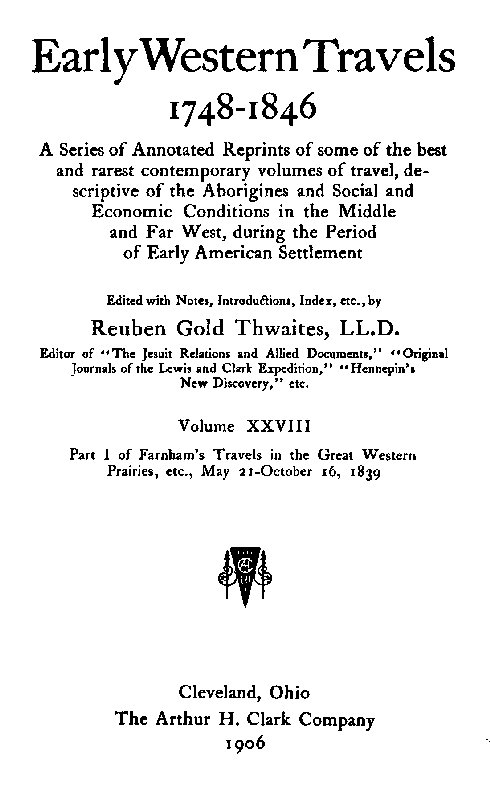 Early Western Travels
1748-1846
A Series of Annotated Reprints of some of the best
and rarest contemporary volumes of travel, de-
scriptive of the Aborigines and Social and
Economic Conditions in the Middle
and Far West, during the Period
of Early American Settlement
Edited with Notes, Introductions, Index, etc., by
Reuben Gold Thwaites, LL.D.
Editor of "The Jesuit Relations and Allied Documents," "Original
Journals of the Lewis and Clark Expedition," "Hennepin's
New Discovery," etc.
Volume XXVIII
Part I of Farnham's Travels in the Great Western
Prairies, etc., May 21-October 16, 1839
Cleveland, Ohio
The Arthur H. Clark Company
1906